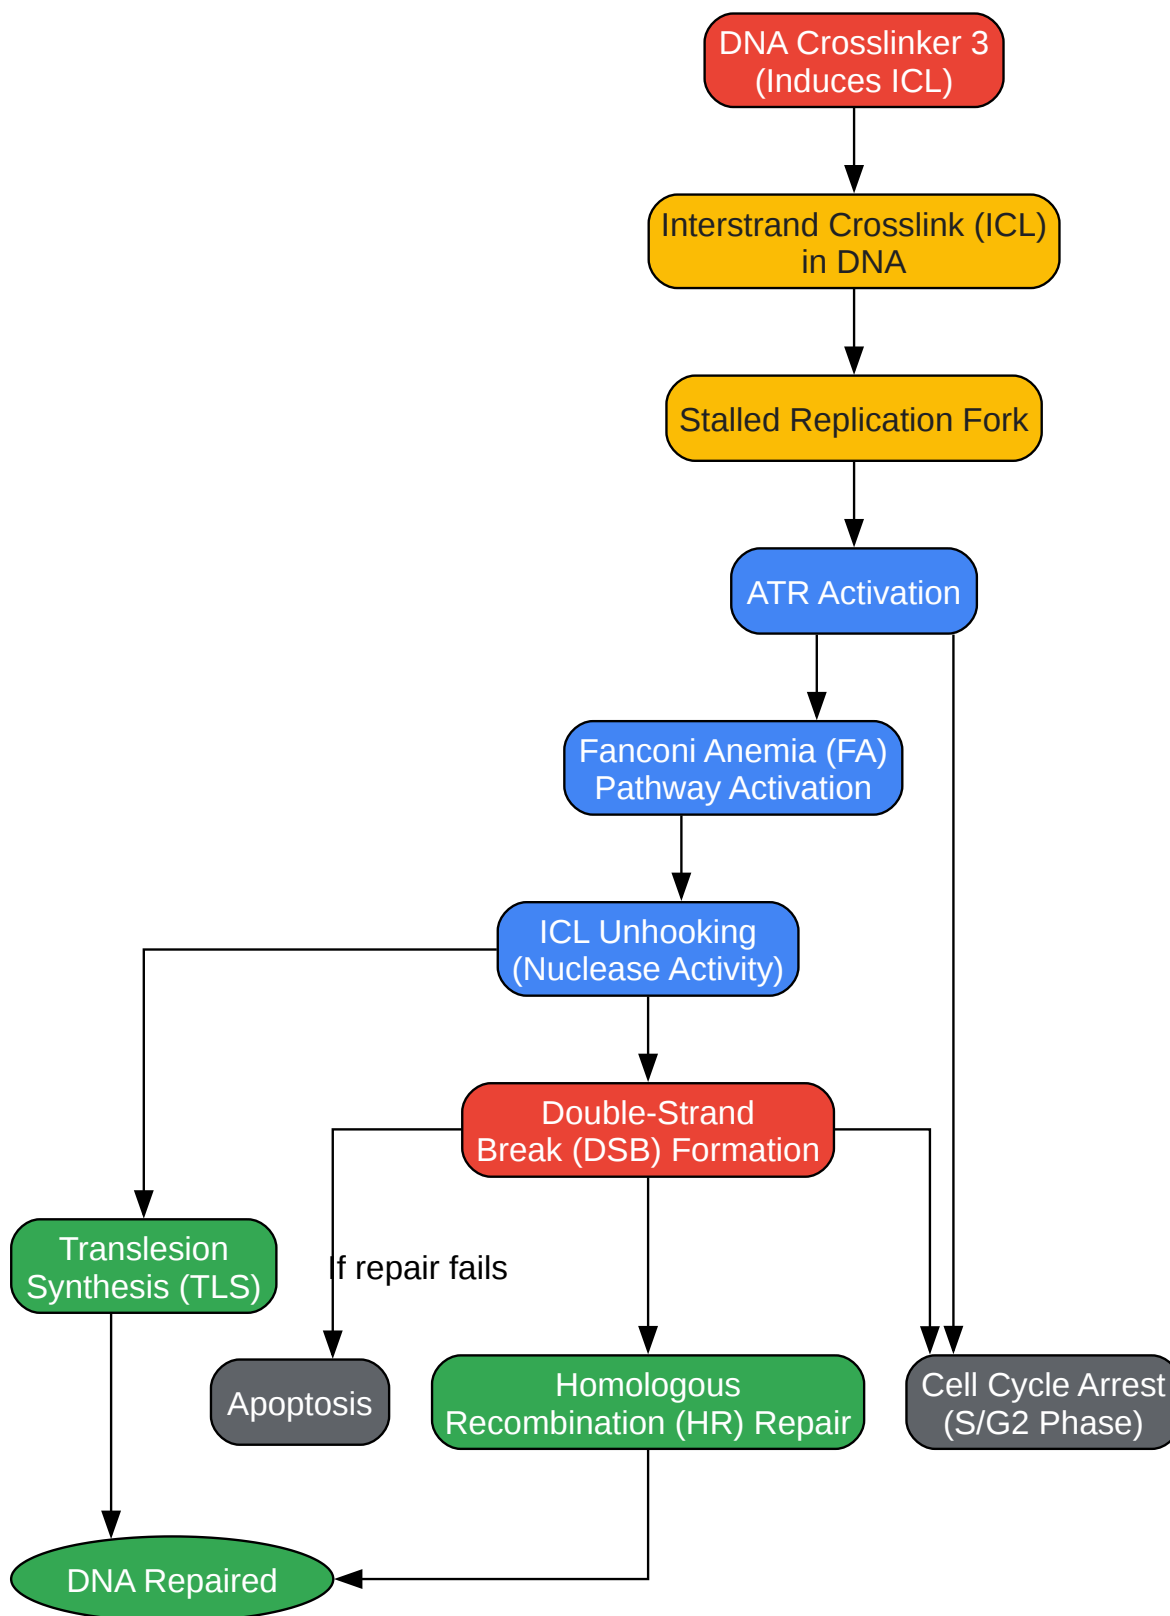 DNA Crosslinker 3
(Induces ICL)
Interstrand Crosslink (ICL)
in DNA
Stalled Replication Fork
ATR Activation
Fanconi Anemia (FA)
Pathway Activation
ICL Unhooking
(Nuclease Activity)
Double-Strand
Break (DSB) Formation
Translesion
Synthesis (TLS)
If repair fails
Apoptosis
Homologous
Recombination (HR) Repair
Cell Cycle Arrest
(S/G2 Phase)
DNA Repaired